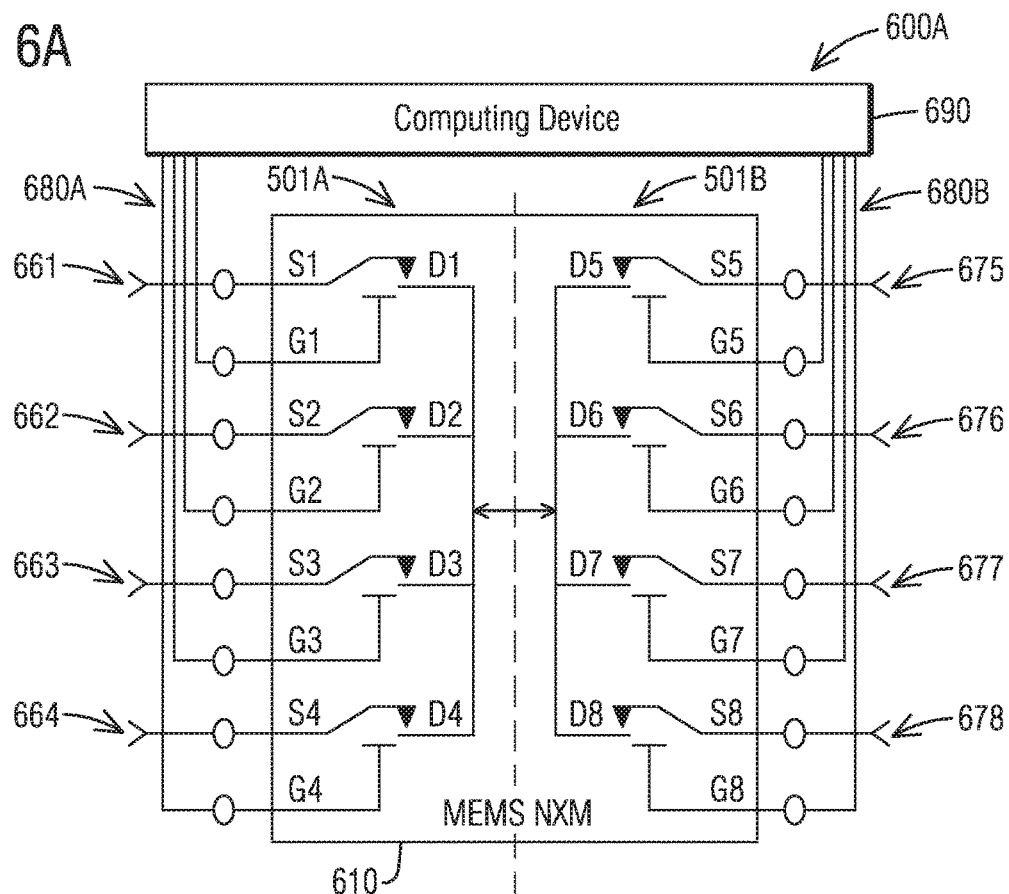 6A
600A
Computing Device
690
680A
501A
501B
680B
661
S1
D1
D5
S5
675
G1
G5
662
S2
D2
D6
S6
676
G2
G6
663
S3
D3
D7
S7
677
G3
G7
664
S4
D4
D8
S8
678
G4
MEMS NXM
G8
610